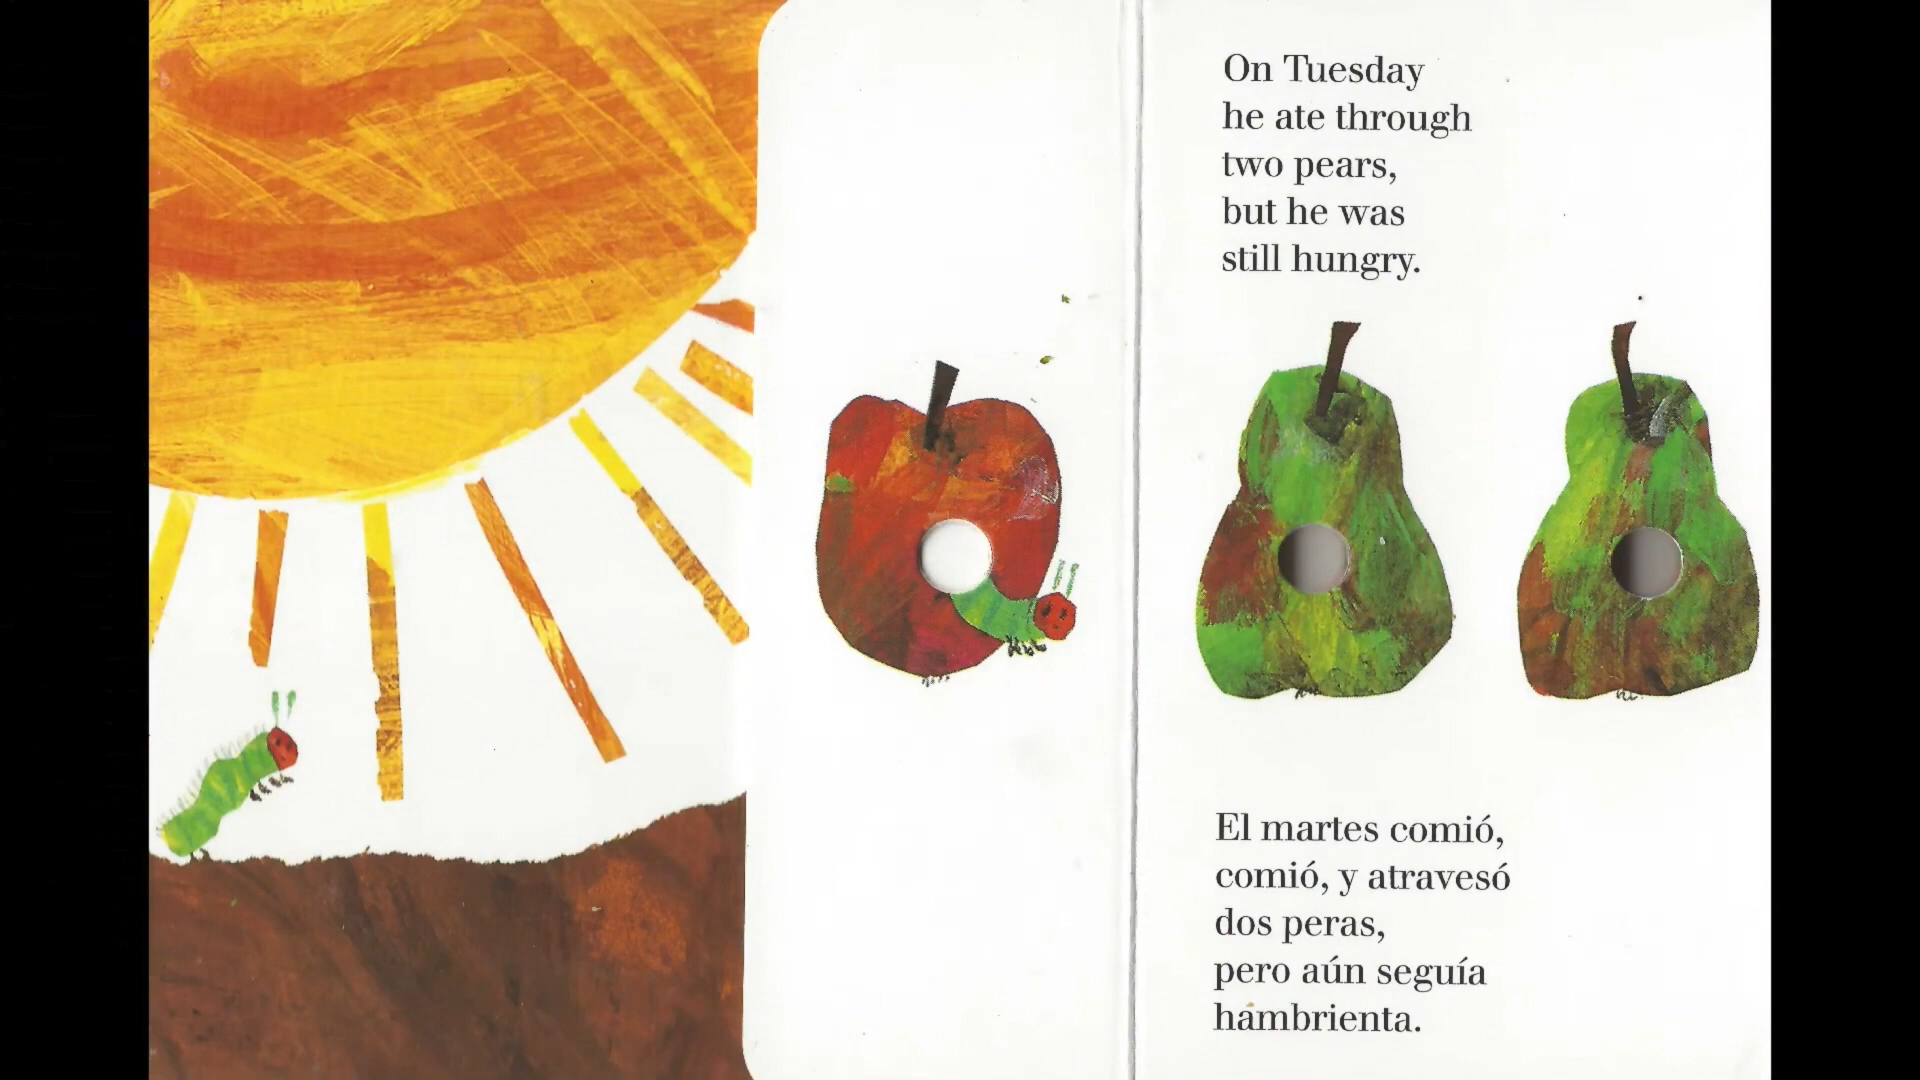 On Tuesday
he ate through
two pears,
but he was
still hungry.
El martes comió,
comió, y atravesó
dos peras,
pero aún seguía
hambrienta.